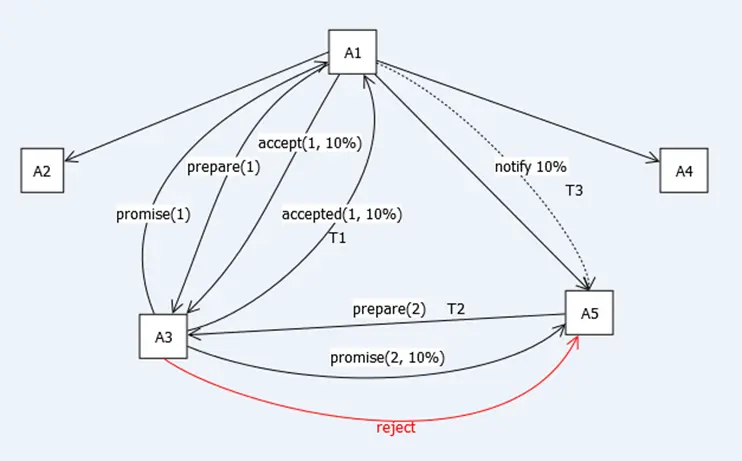 A1
accept(1, 10%)
prepare(1)
notify 10%
A2
A4
T3
promise(1)
accepted(1, 10%)
T1
prepare(2)
T2
A5
A3
promise(2, 10%)
reject